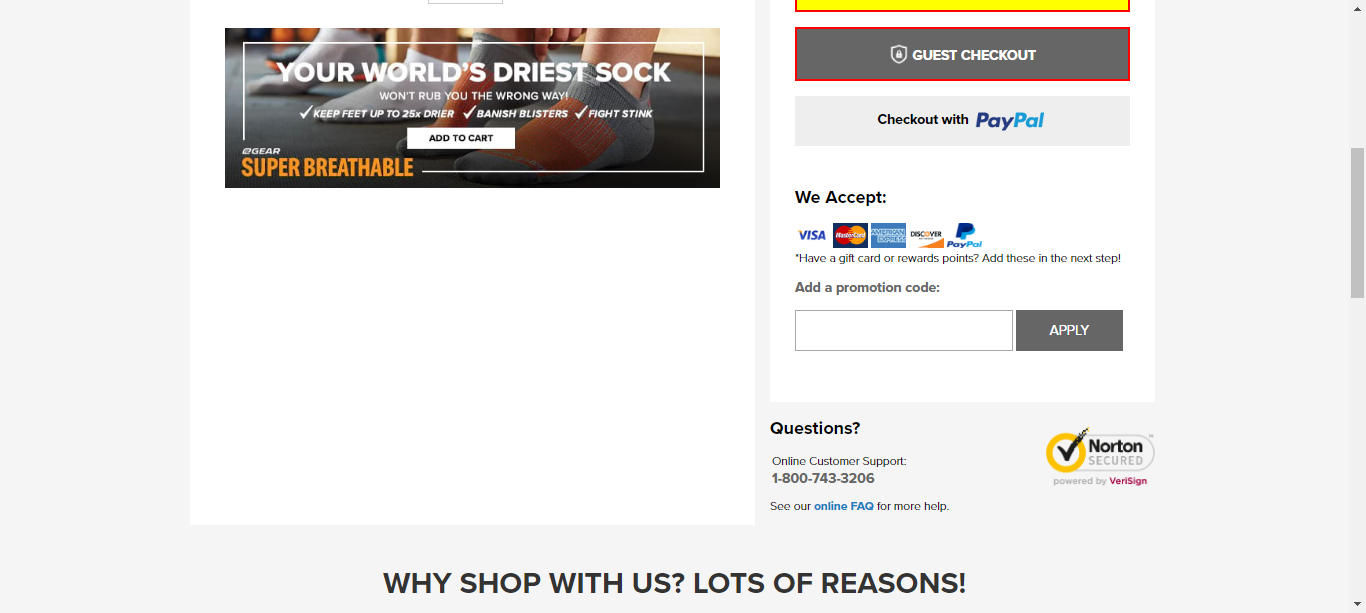 YOUR WORLD'S DRIEST SOCK
WON'T RUB YOU THE WRONG WAY!
KEEP FEET UP TO 25x DRIER BANISH BLISTERS FIGHT STINK
ADD TO CART
GEAR
SUPER BREATHABLE
GUEST CHECKOUT
Checkout with PayPal
We Accept:
VISA MasterCard AMERICAN EXPRESS DISCOVER PayPal
*Have a gift card or rewards points? Add these in the next step!
Add a promotion code:
APPLY
Questions?
Online Customer Support:
1-800-743-3206
See our online FAQ for more help.
Norton
SECURED
powered by VeriSign
WHY SHOP WITH US? LOTS OF REASONS!